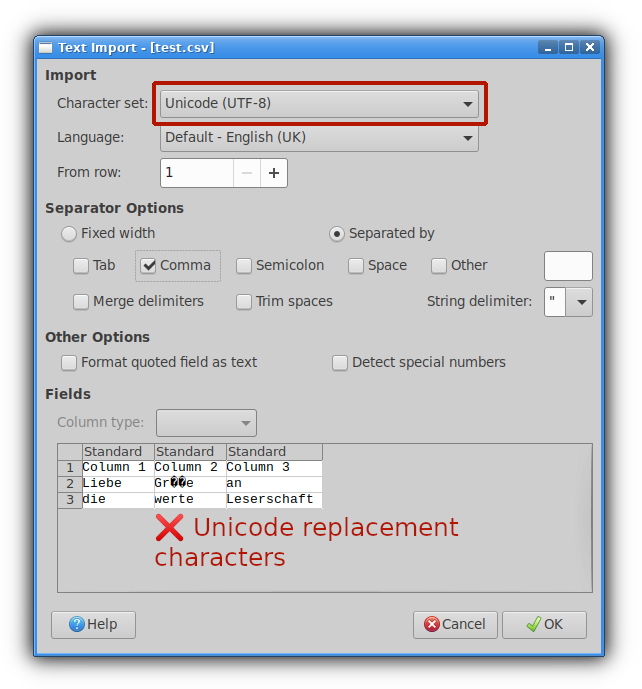 Text Import - [test.csv]
Import
Character set: Unicode (UTF-8)
Language: Default - English (UK)
From row: 1 − +
Separator Options
Fixed width Separated by
Tab Comma Semicolon Space Other
Merge delimiters Trim spaces String delimiter: "
Other Options
Format quoted field as text Detect special numbers
Fields
Column type:
Standard Standard Standard
1 Column 1 Column 2 Column 3
2 Liebe Gr��e an
3 die werte Leserschaft
❌ Unicode replacement
characters
Help Cancel OK